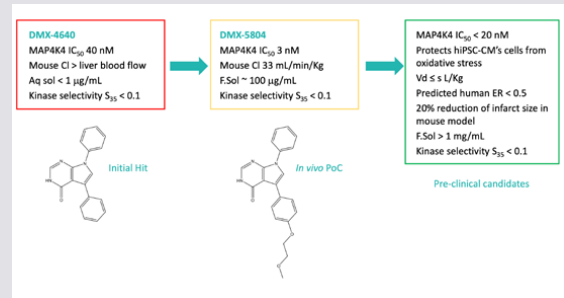 DMX-4640
MAP4K4 IC50 40 nM
Mouse Cl > liver blood flow
Aq sol < 1 µg/mL
Kinase selectivity S35 < 0.1
Initial Hit
DMX-5804
MAP4K4 IC50 3 nM
Mouse Cl 33 mL/min/Kg
F.Sol ~ 100 µg/mL
Kinase selectivity S35 < 0.1
In vivo PoC
MAP4K4 IC50 < 20 nM
Protects hiPSC-CM's cells from
oxidative stress
Vd ≤ s L/Kg
Predicted human ER < 0.5
20% reduction of infarct size in
mouse model
F.Sol > 1 mg/mL
Kinase selectivity S35 < 0.1
Pre-clinical candidates